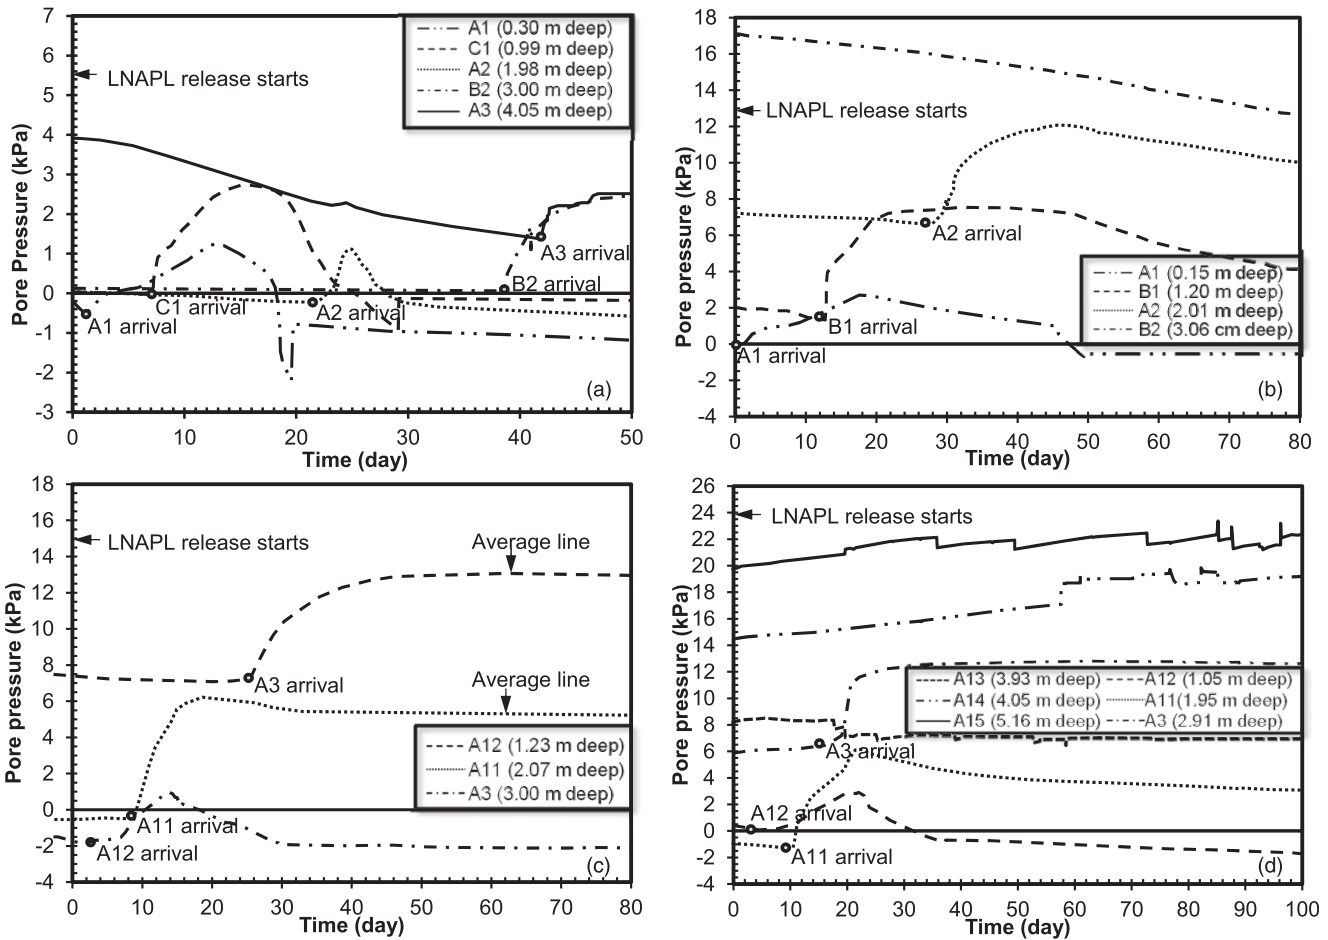 7
6
5
4
3
2
1
0
-1
-2
-3
Pore Pressure (kPa)
LNAPL release starts
A1 (0.30 m deep)
C1 (0.99 m deep)
A2 (1.98 m deep)
B2 (3.00 m deep)
A3 (4.05 m deep)
A3 arrival
B2 arrival
C1 arrival
A2 arrival
A1 arrival
(a)
0 10 20 30 40 50
Time (day)
18
16
14
12
10
8
6
4
2
0
-2
-4
Pore pressure (kPa)
LNAPL release starts
A2 arrival
A1 (0.15 m deep)
B1 (1.20 m deep)
A2 (2.01 m deep)
B2 (3.06 cm deep)
B1 arrival
A1 arrival
(b)
0 10 20 30 40 50 60 70 80
Time (day)
18
16
14
12
10
8
6
4
2
0
-2
-4
Pore pressure (kPa)
LNAPL release starts
Average line
A3 arrival
Average line
A12 (1.23 m deep)
A11 (2.07 m deep)
A3 (3.00 m deep)
A11 arrival
A12 arrival
(c)
0 10 20 30 40 50 60 70 80
Time (day)
26
24
22
20
18
16
14
12
10
8
6
4
2
0
-2
-4
Pore pressure (kPa)
LNAPL release starts
A13 (3.93 m deep) A12 (1.05 m deep)
A14 (4.05 m deep) A11(1.95 m deep)
A15 (5.16 m deep) A3 (2.91 m deep)
A3 arrival
A12 arrival
A11 arrival
(d)
0 10 20 30 40 50 60 70 80 90 100
Time (day)